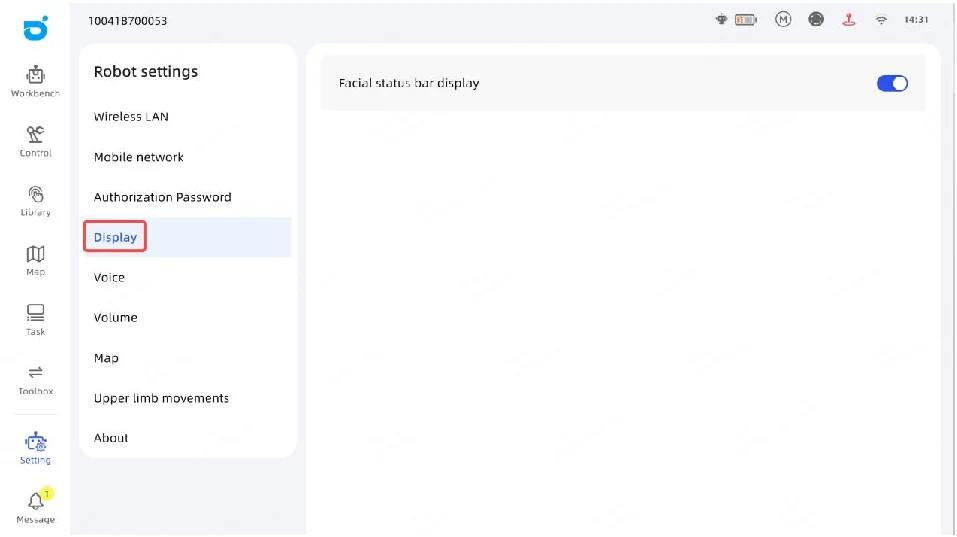 10041B700053
M
14:31
Workbench
Control
Library
Map
Task
Toolbox
Setting
1
Message
Robot settings
Wireless LAN
Mobile network
Authorization Password
Display
Voice
Volume
Map
Upper limb movements
About
Facial status bar display